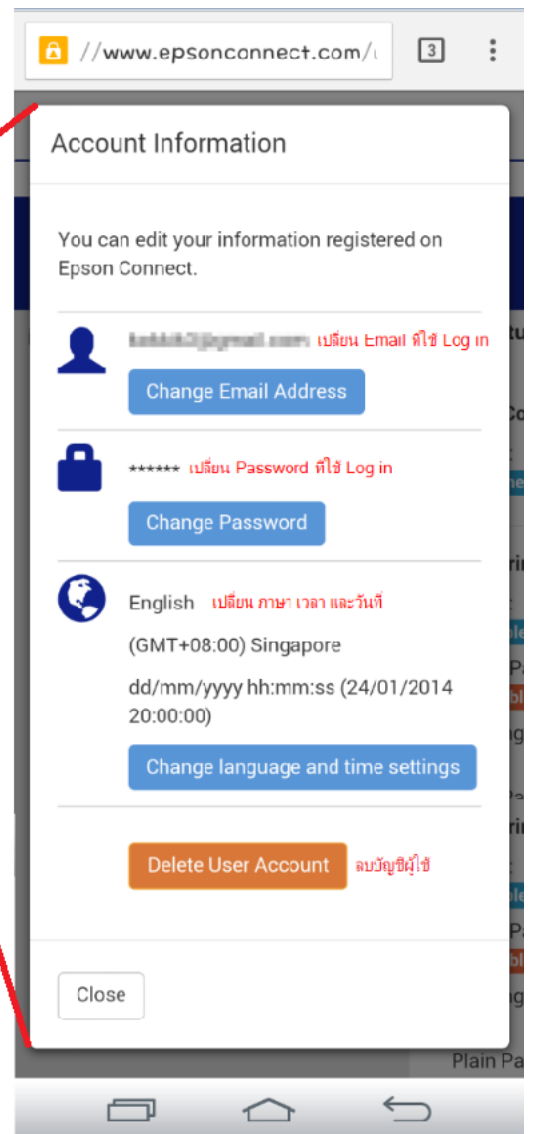 //www.epsonconnect.com/
3
Account Information
You can edit your information registered on
Epson Connect.
เปลี่ยน Email ที่ใช้ Log in
Change Email Address
****** เปลี่ยน Password ที่ใช้ Log in
Change Password
English เปลี่ยน ภาษา เวลา และวันที่
(GMT+08:00) Singapore
dd/mm/yyyy hh:mm:ss (24/01/2014
20:00:00)
Change language and time settings
Delete User Account ลบบัญชีผู้ใช้
Close
Plain Pa